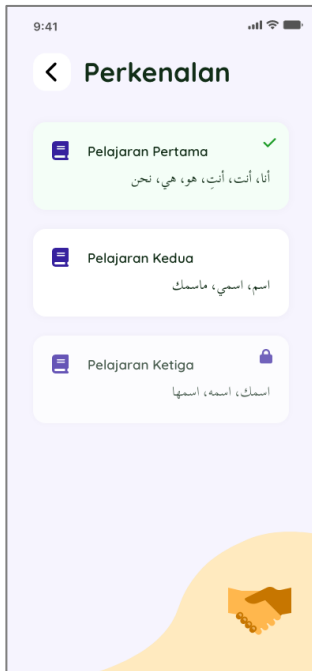 9:41
Perkenalan
Pelajaran Pertama
أنا، أنت، أنتِ، هو، هي، نحن
Pelajaran Kedua
اسم، اسمي، ماسمك
Pelajaran Ketiga
اسمك، اسمه، اسمها